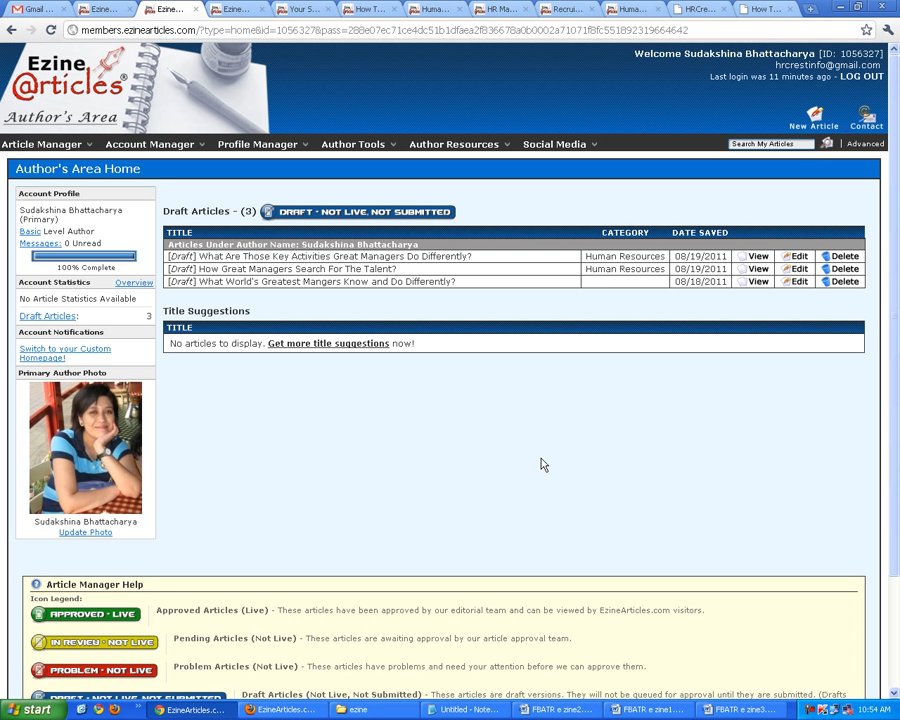 Gmail
Ezine...
Ezine...
Ezine...
Your S...
How T...
Huma...
HR Ma...
Recrui...
Huma...
HRCre...
How T...
members.ezinearticles.com/?type=home&id=1056327&pass=288e07ec71ce4dc51b1dfaea2f836678a0b0002a71071f8fc551892319664642
Welcome Sudakshina Bhattacharya [ID: 1056327]
hrcrestinfo@gmail.com
Last login was 11 minutes ago - LOG OUT
Ezine
@rticles®
Author's Area
New Article
Contact
Article Manager
Account Manager
Profile Manager
Author Tools
Author Resources
Social Media
Search My Articles
Advanced
Author's Area Home
Account Profile
Sudakshina Bhattacharya
(Primary)
Basic Level Author
Messages: 0 Unread
100% Complete
Account Statistics Overview
No Article Statistics Available
Draft Articles: 3
Account Notifications
Switch to your Custom
Homepage!
Primary Author Photo
Sudakshina Bhattacharya
Update Photo
Draft Articles - (3) DRAFT - NOT LIVE, NOT SUBMITTED
TITLE CATEGORY DATE SAVED
Articles Under Author Name: Sudakshina Bhattacharya
[Draft] What Are Those Key Activities Great Managers Do Differently? Human Resources 08/19/2011 View Edit Delete
[Draft] How Great Managers Search For The Talent? Human Resources 08/19/2011 View Edit Delete
[Draft] What World's Greatest Mangers Know and Do Differently? 08/18/2011 View Edit Delete
Title Suggestions
TITLE
No articles to display. Get more title suggestions now!
Article Manager Help
Icon Legend:
APPROVED - LIVE
Approved Articles (Live) - These articles have been approved by our editorial team and can be viewed by EzineArticles.com visitors.
IN REVIEW - NOT LIVE
Pending Articles (Not Live) - These articles are awaiting approval by our article approval team.
PROBLEM - NOT LIVE
Problem Articles (Not Live) - These articles have problems and need your attention before we can approve them.
DRAFT - NOT LIVE, NOT SUBMITTED
Draft Articles (Not Live, Not Submitted) - These articles are draft versions. They will not be queued for approval until they are submitted. (Drafts
start
EzineArticles.co...
EzineArticles.c...
ezine
Untitled - Note...
FBATR e zine2...
FBATR e zine1...
FBATR e zine3...
10:54 AM